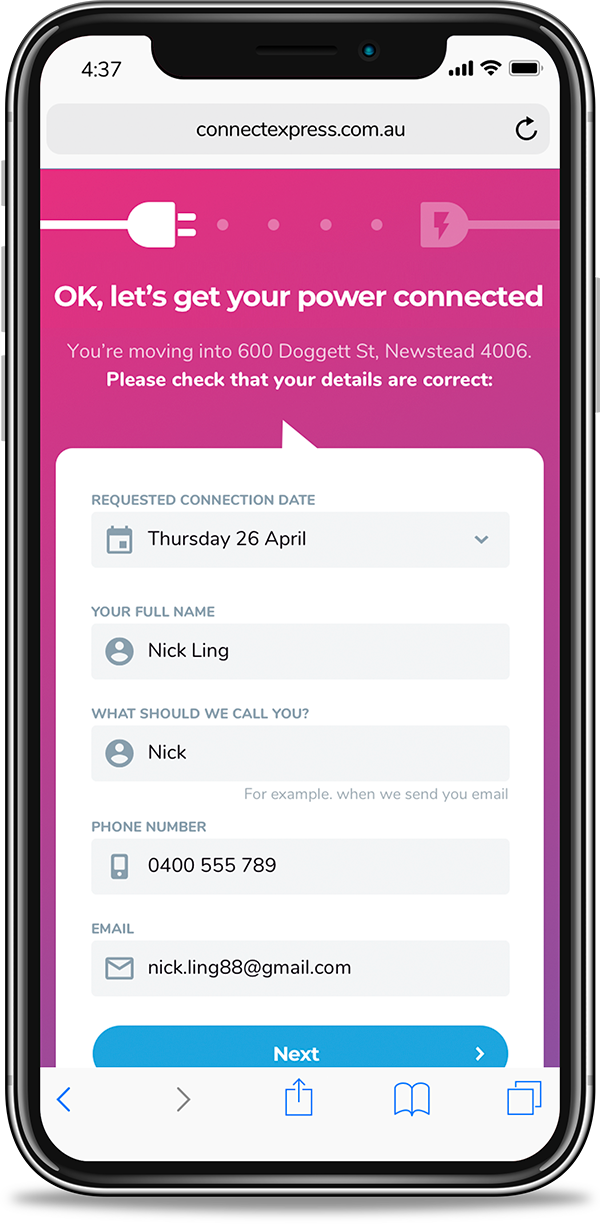 4:37
connectexpress.com.au
OK, let's get your power connected
You're moving into 600 Doggett St, Newstead 4006.
Please check that your details are correct:
REQUESTED CONNECTION DATE
Thursday 26 April
YOUR FULL NAME
Nick Ling
WHAT SHOULD WE CALL YOU?
Nick
For example. when we send you email
PHONE NUMBER
0400 555 789
EMAIL
nick.ling88@gmail.com
Next